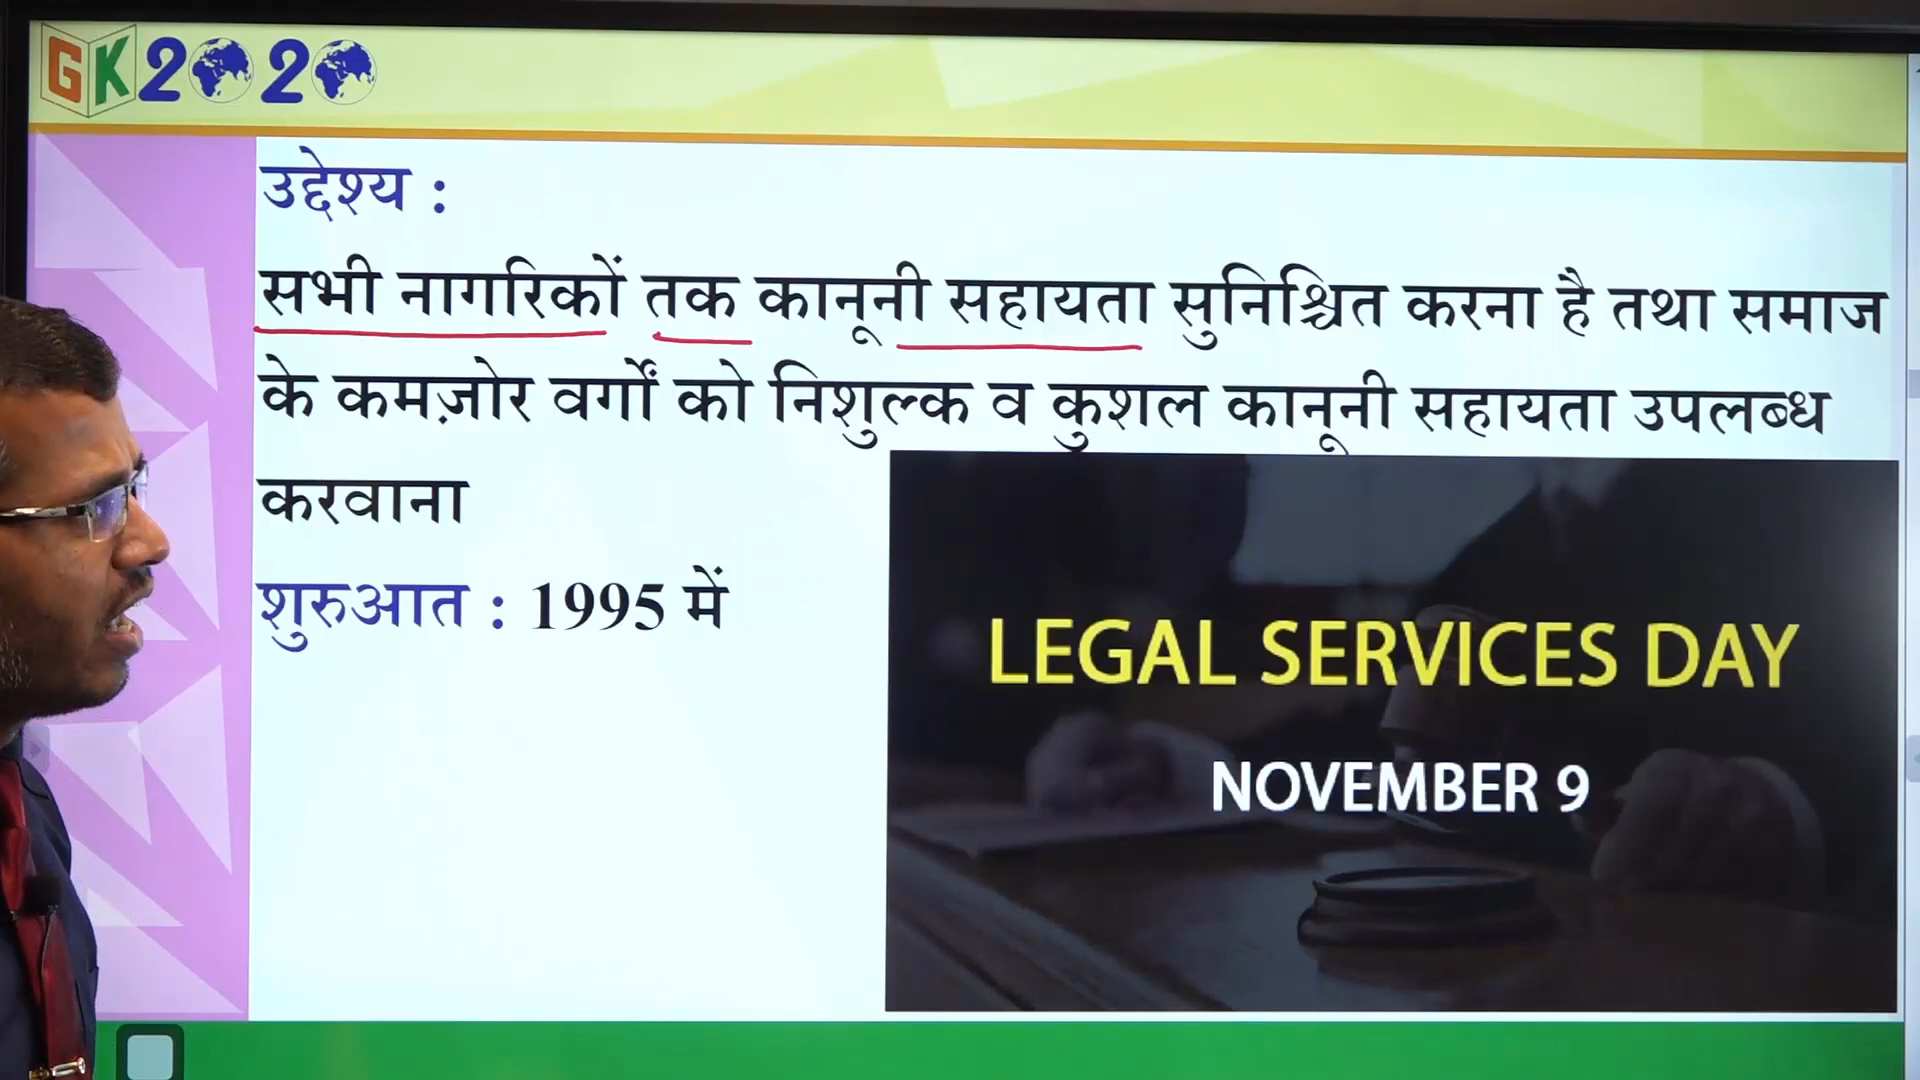 GK2020
उद्देश्य :
सभी नागरिकों तक कानूनी सहायता सुनिश्चित करना है तथा समाज
के कमज़ोर वर्गों को निशुल्क व कुशल कानूनी सहायता उपलब्ध
करवाना
शुरुआत : 1995 में
LEGAL SERVICES DAY
NOVEMBER 9